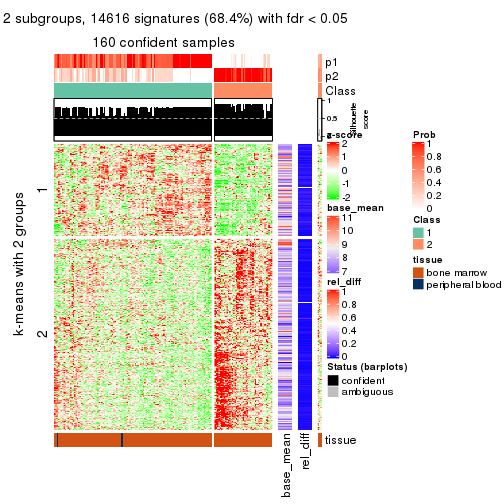 2 subgroups, 14616 signatures (68.4%) with fdr < 0.05
160 confident samples
p1
p2
Class
1
0.5
0
Silhouette
score
k-means with 2 groups
1
2
z-score
2
1
0
-1
-2
base_mean
11
10
9
8
7
rel_diff
1
0.8
0.6
0.4
0.2
0
Status (barplots)
confident
ambiguous
Prob
1
0.8
0.6
0.4
0.2
0
Class
1
2
tissue
bone marrow
peripheral blood
tissue
base_mean
rel_diff